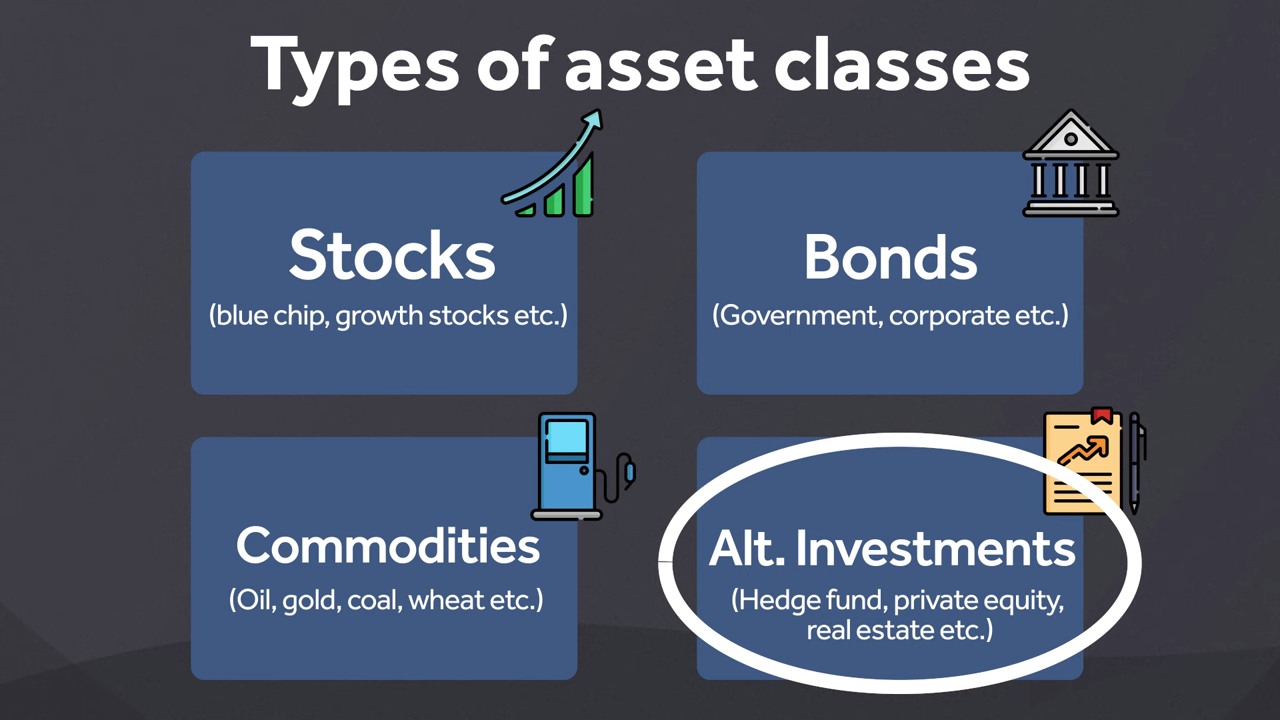 Types of asset classes
Stocks
(blue chip, growth stocks etc.)
Bonds
(Government, corporate etc.)
Commodities
(Oil, gold, coal, wheat etc.)
Alt. Investments
(Hedge fund, private equity,
real estate etc.)